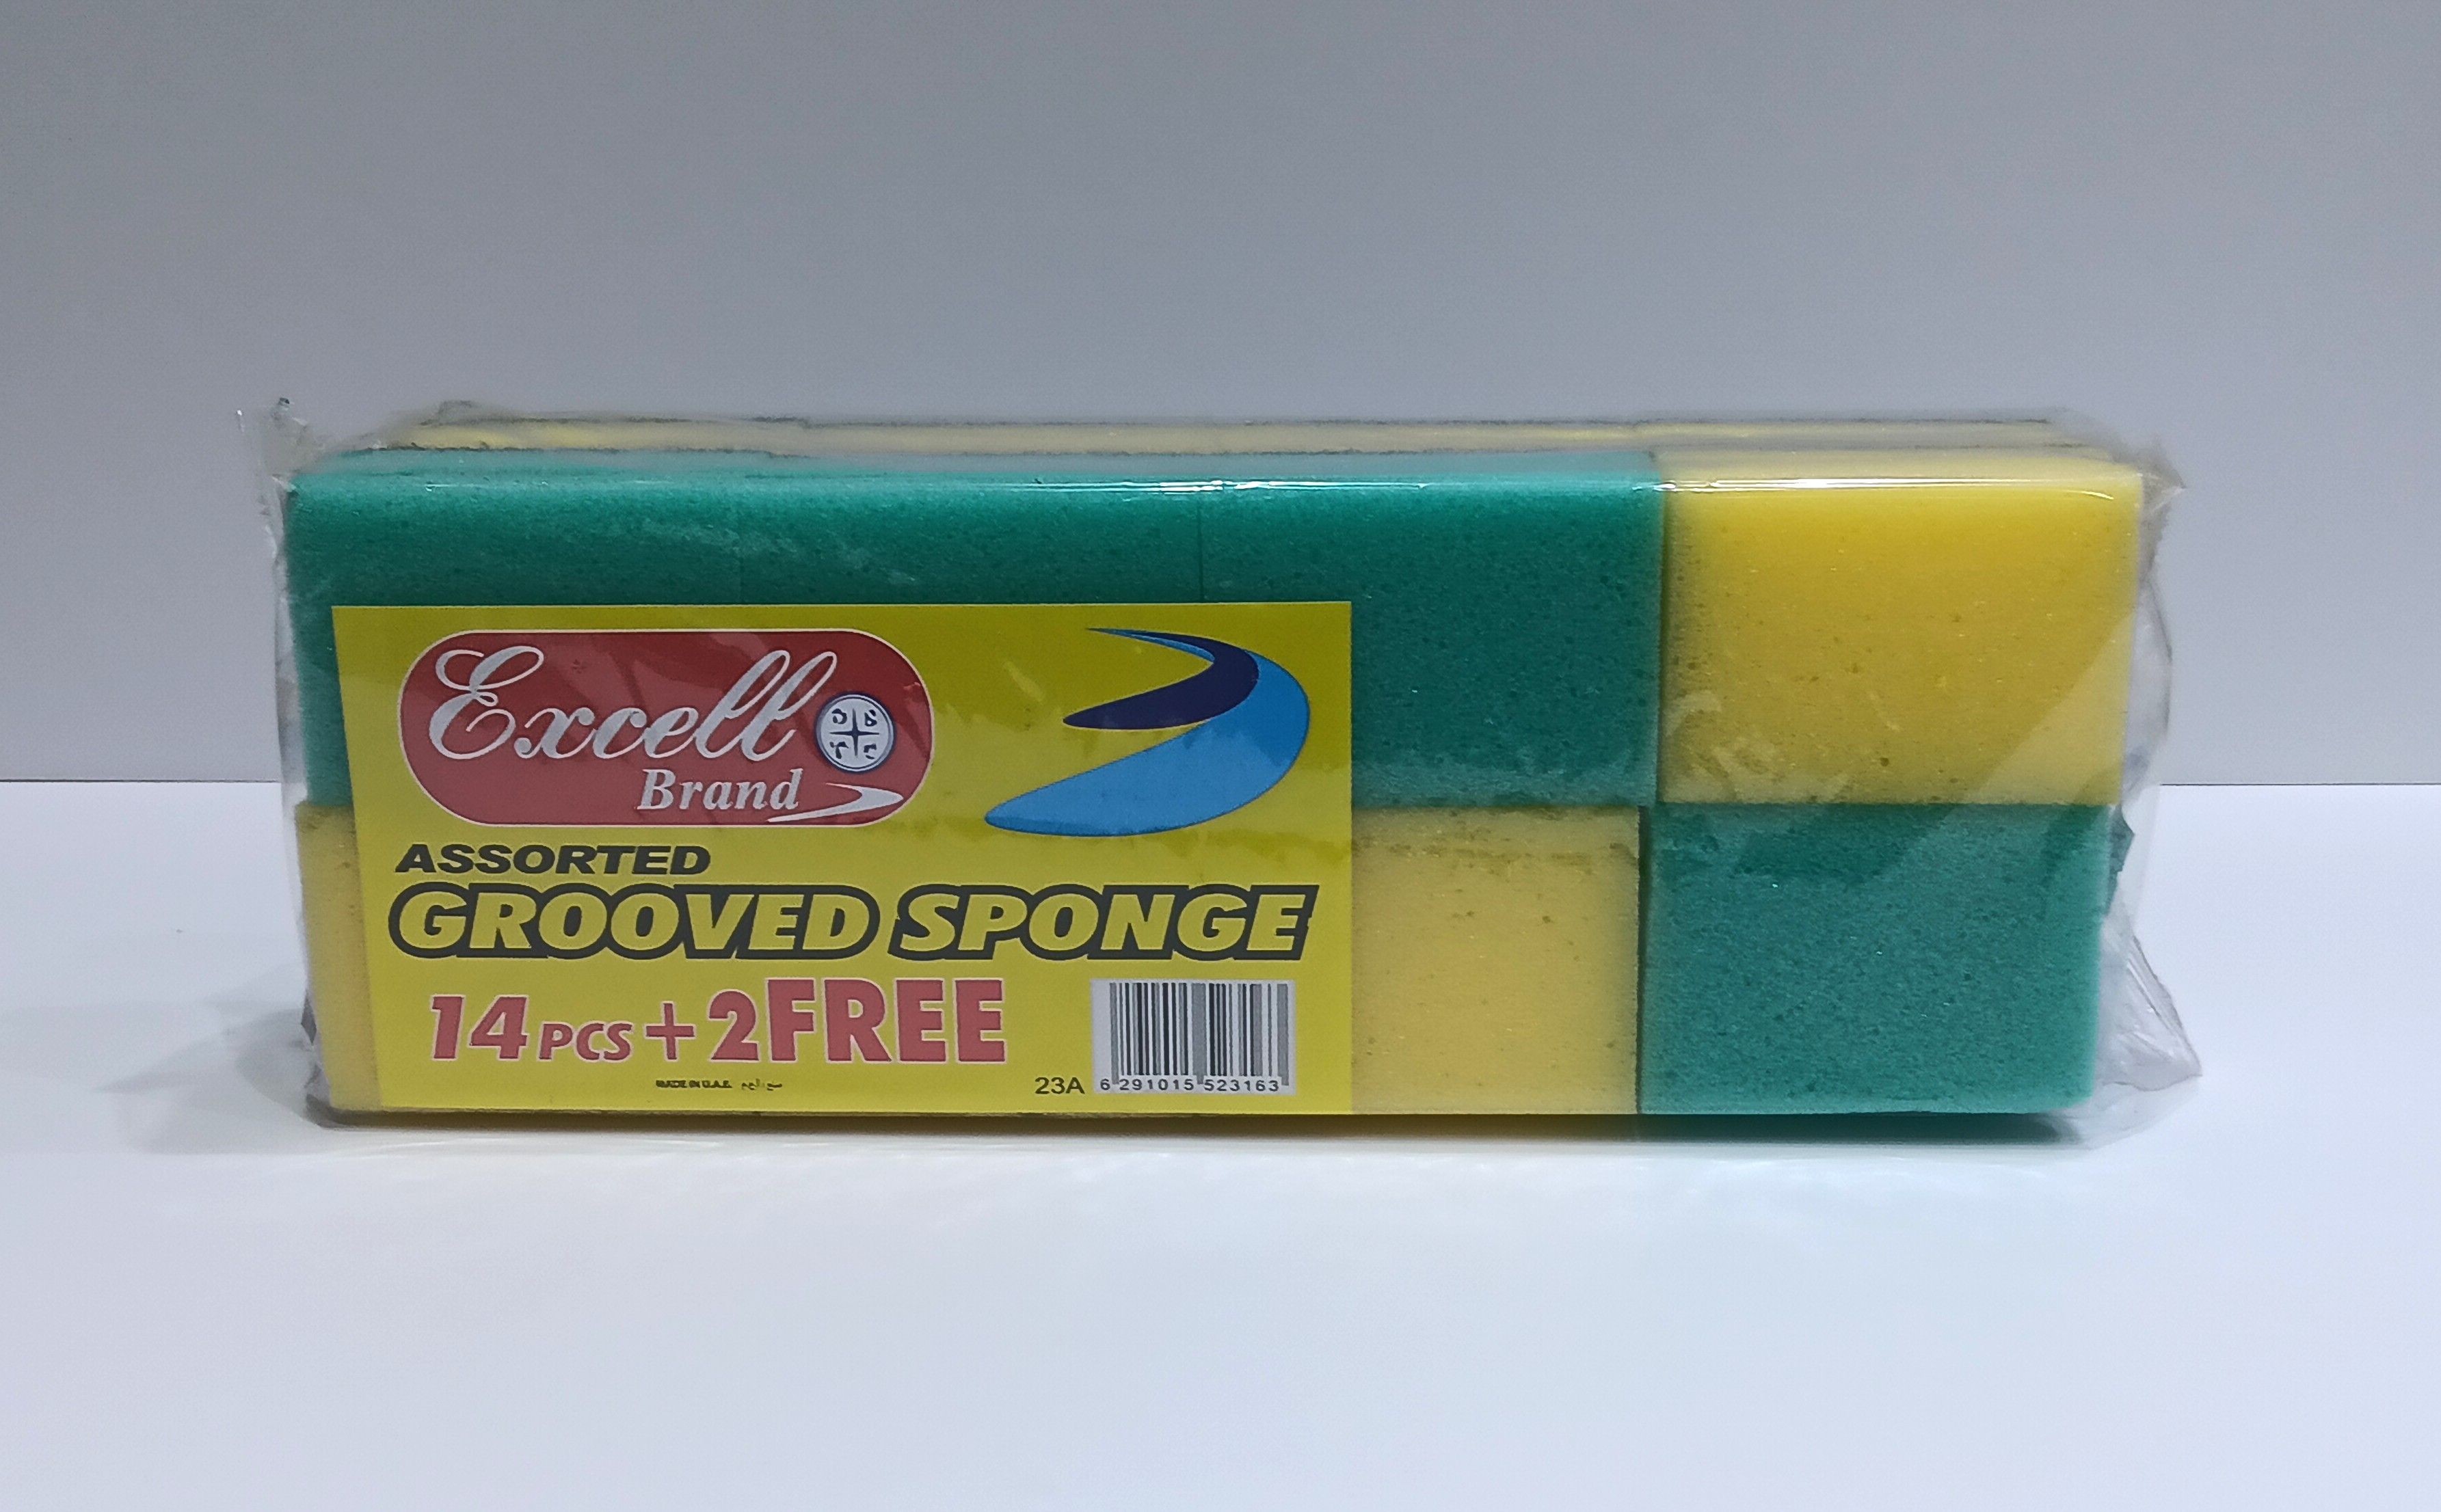 Excell
Brand
ASSORTED
GROOVED SPONGE
14 PCS + 2 FREE
MADE IN U.A.E.
23A
6 291015 523163